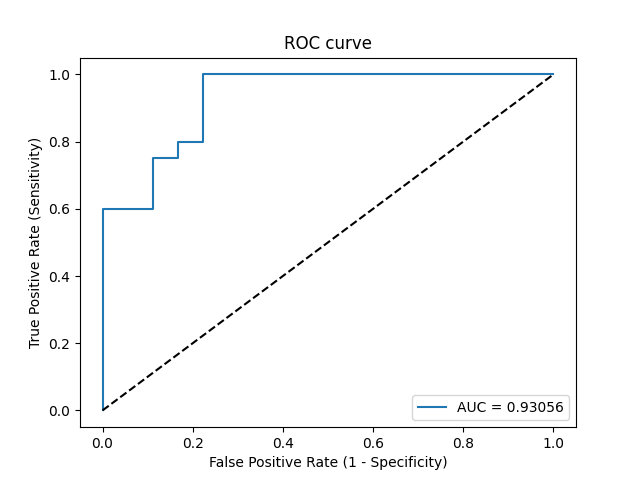 ROC curve
True Positive Rate (Sensitivity)
1.0
0.8
0.6
0.4
0.2
0.0
AUC = 0.93056
0.0 0.2 0.4 0.6 0.8 1.0
False Positive Rate (1 - Specificity)